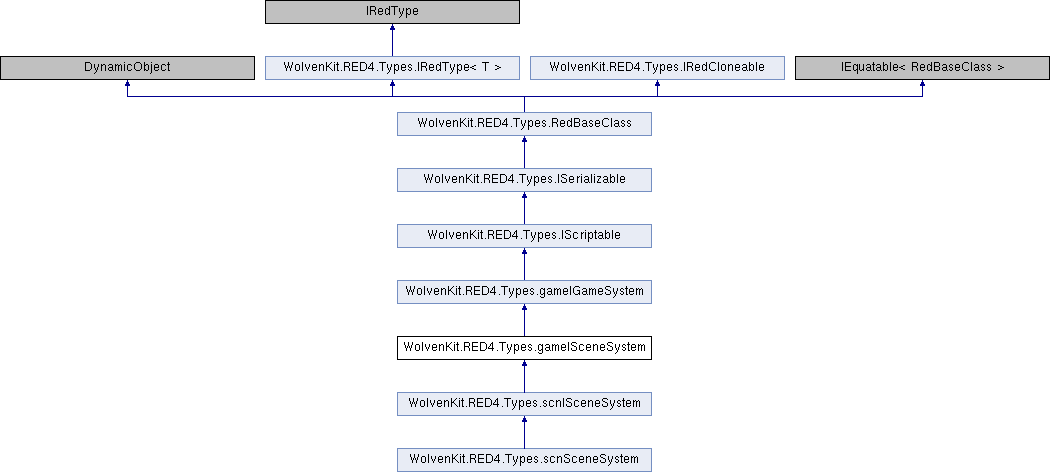 IRedType
DynamicObject
WolvenKit.RED4.Types.IRedType< T >
WolvenKit.RED4.Types.IRedCloneable
IEquatable< RedBaseClass >
WolvenKit.RED4.Types.RedBaseClass
WolvenKit.RED4.Types.ISerializable
WolvenKit.RED4.Types.IScriptable
WolvenKit.RED4.Types.gameIGameSystem
WolvenKit.RED4.Types.gameISceneSystem
WolvenKit.RED4.Types.scnISceneSystem
WolvenKit.RED4.Types.scnSceneSystem